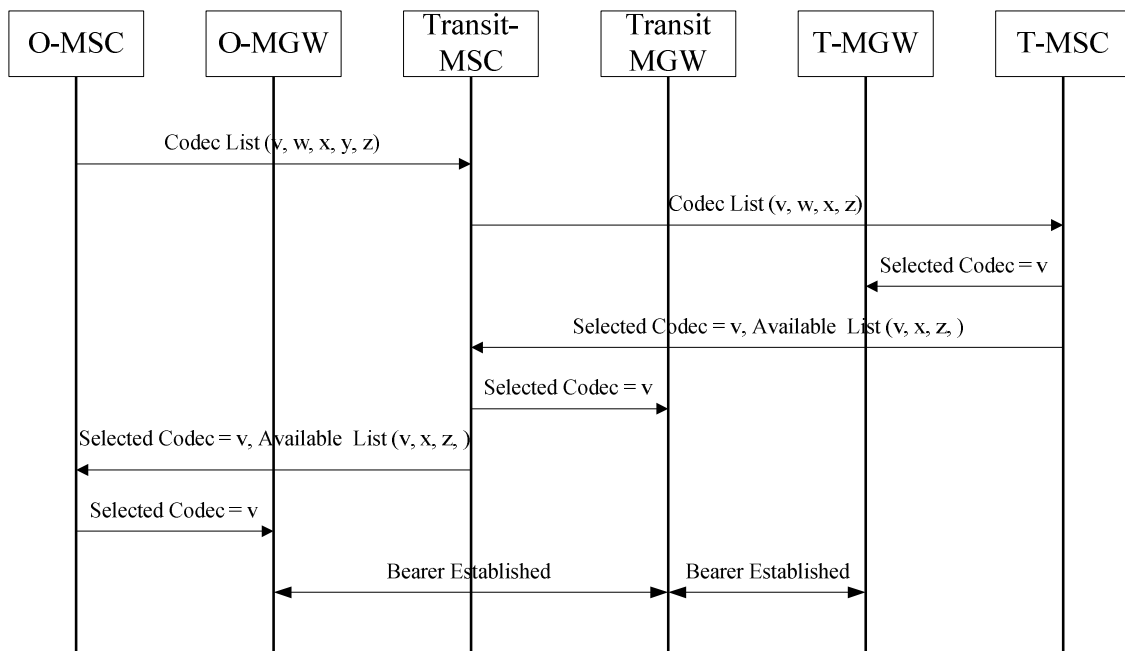 O-MSC
O-MGW
Transit-
MSC
Transit
MGW
T-MGW
T-MSC
Codec List (v, w, x, y, z)
Codec List (v, w, x, z)
Selected Codec = v
Selected Codec = v, Available List (v, x, z, )
Selected Codec = v
Selected Codec = v, Available List (v, x, z, )
Selected Codec = v
Bearer Established
Bearer Established